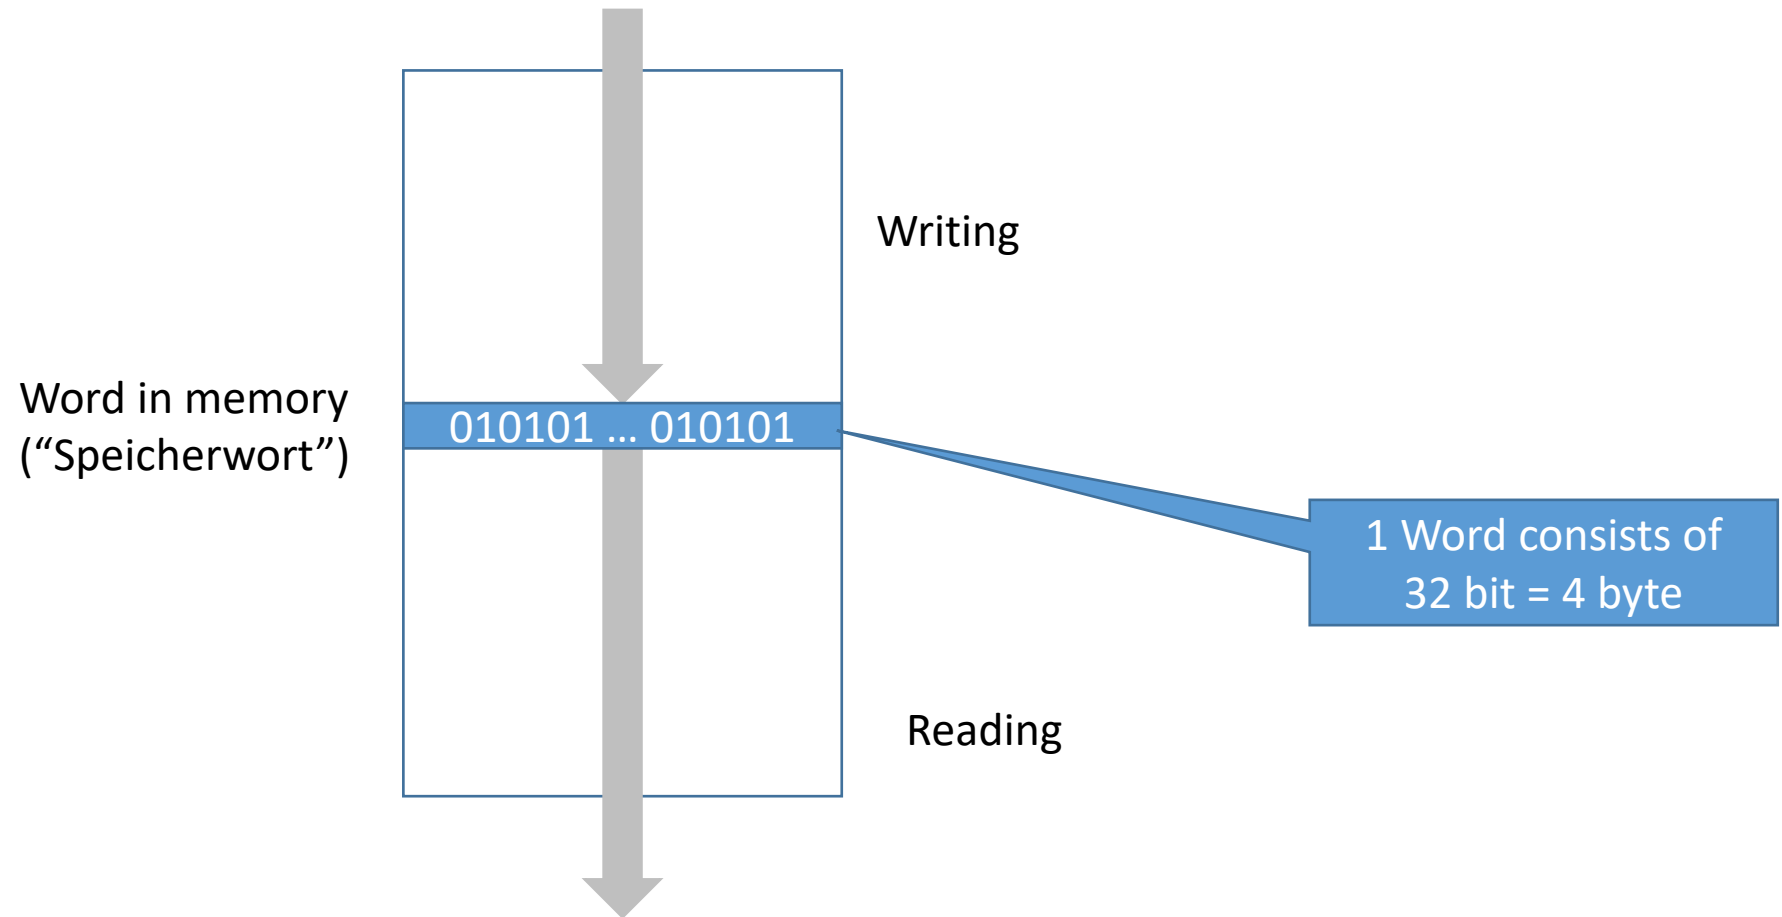 Writing
Word in memory
(“Speicherwort”)
010101 ... 010101
1 Word consists of
32 bit = 4 byte
Reading